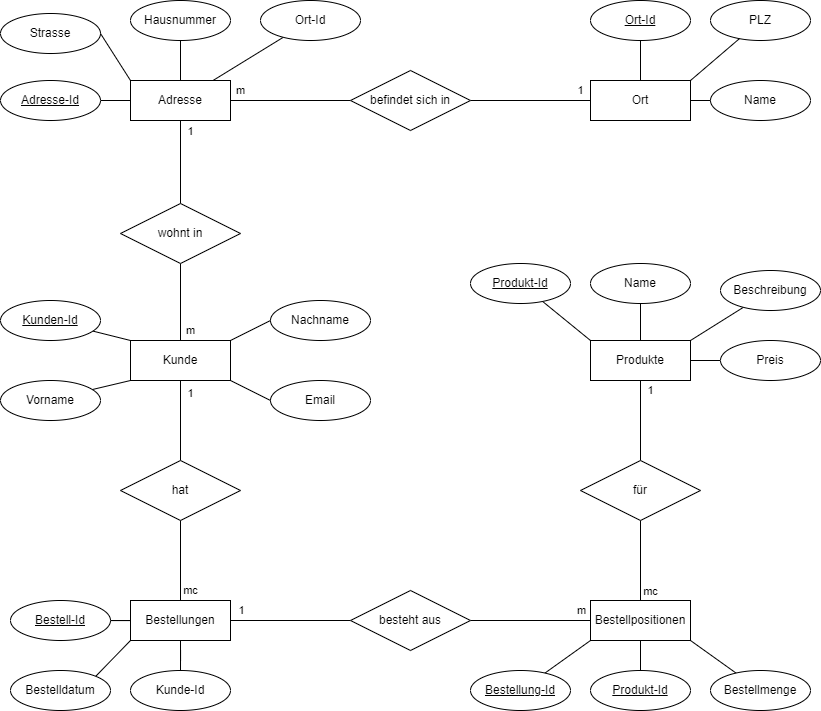 Hausnummer
Ort-Id
Ort-Id
PLZ
Strasse
Adresse-Id
Adresse
m
befindet sich in
1
Ort
Name
1
wohnt in
Produkt-Id
Name
Beschreibung
Kunden-Id
m
Nachname
Kunde
Produkte
Preis
1
1
Vorname
Email
hat
für
mc
mc
Bestell-Id
Bestellungen
1
besteht aus
m
Bestellpositionen
Bestelldatum
Kunde-Id
Bestellung-Id
Produkt-Id
Bestellmenge